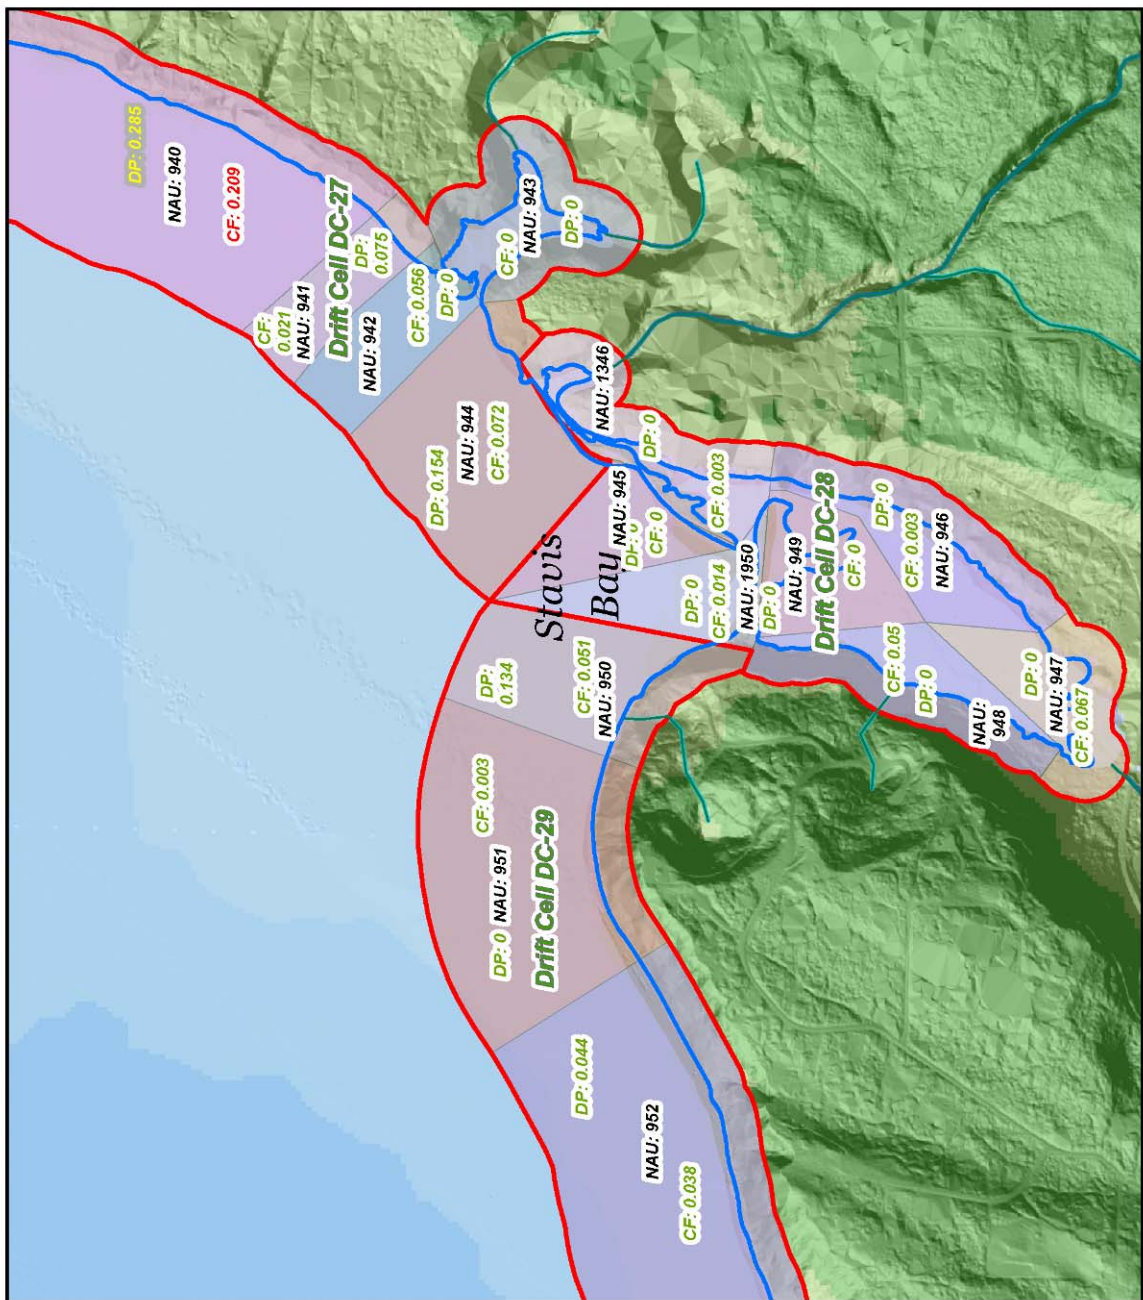 DP: 0.285
NAU: 940
CF: 0.209
CF:
0.021
NAU: 941
Drift Cell DC-27
DP:
0.075
NAU: 942
CF: 0.056
DP: 0
CF: 0
NAU: 943
DP: 0
DP: 0.154
NAU: 944
CF: 0.072
NAU: 1346
DP: 0
CF: 0.003
NAU: 945
DP: 0
CF: 0
Stavis
Bay
DP: 0
CF: 0.014
NAU: 1950
DP: 0
NAU: 949
Drift Cell DC-28
CF: 0
DP: 0
CF: 0.003
NAU: 946
CF: 0.05
DP: 0
NAU:
948
DP: 0
NAU: 947
CF: 0.067
DP:
0.134
CF: 0.051
NAU: 950
CF: 0.003
DP: 0
NAU: 951
Drift Cell DC-29
DP: 0.044
NAU: 952
CF: 0.038